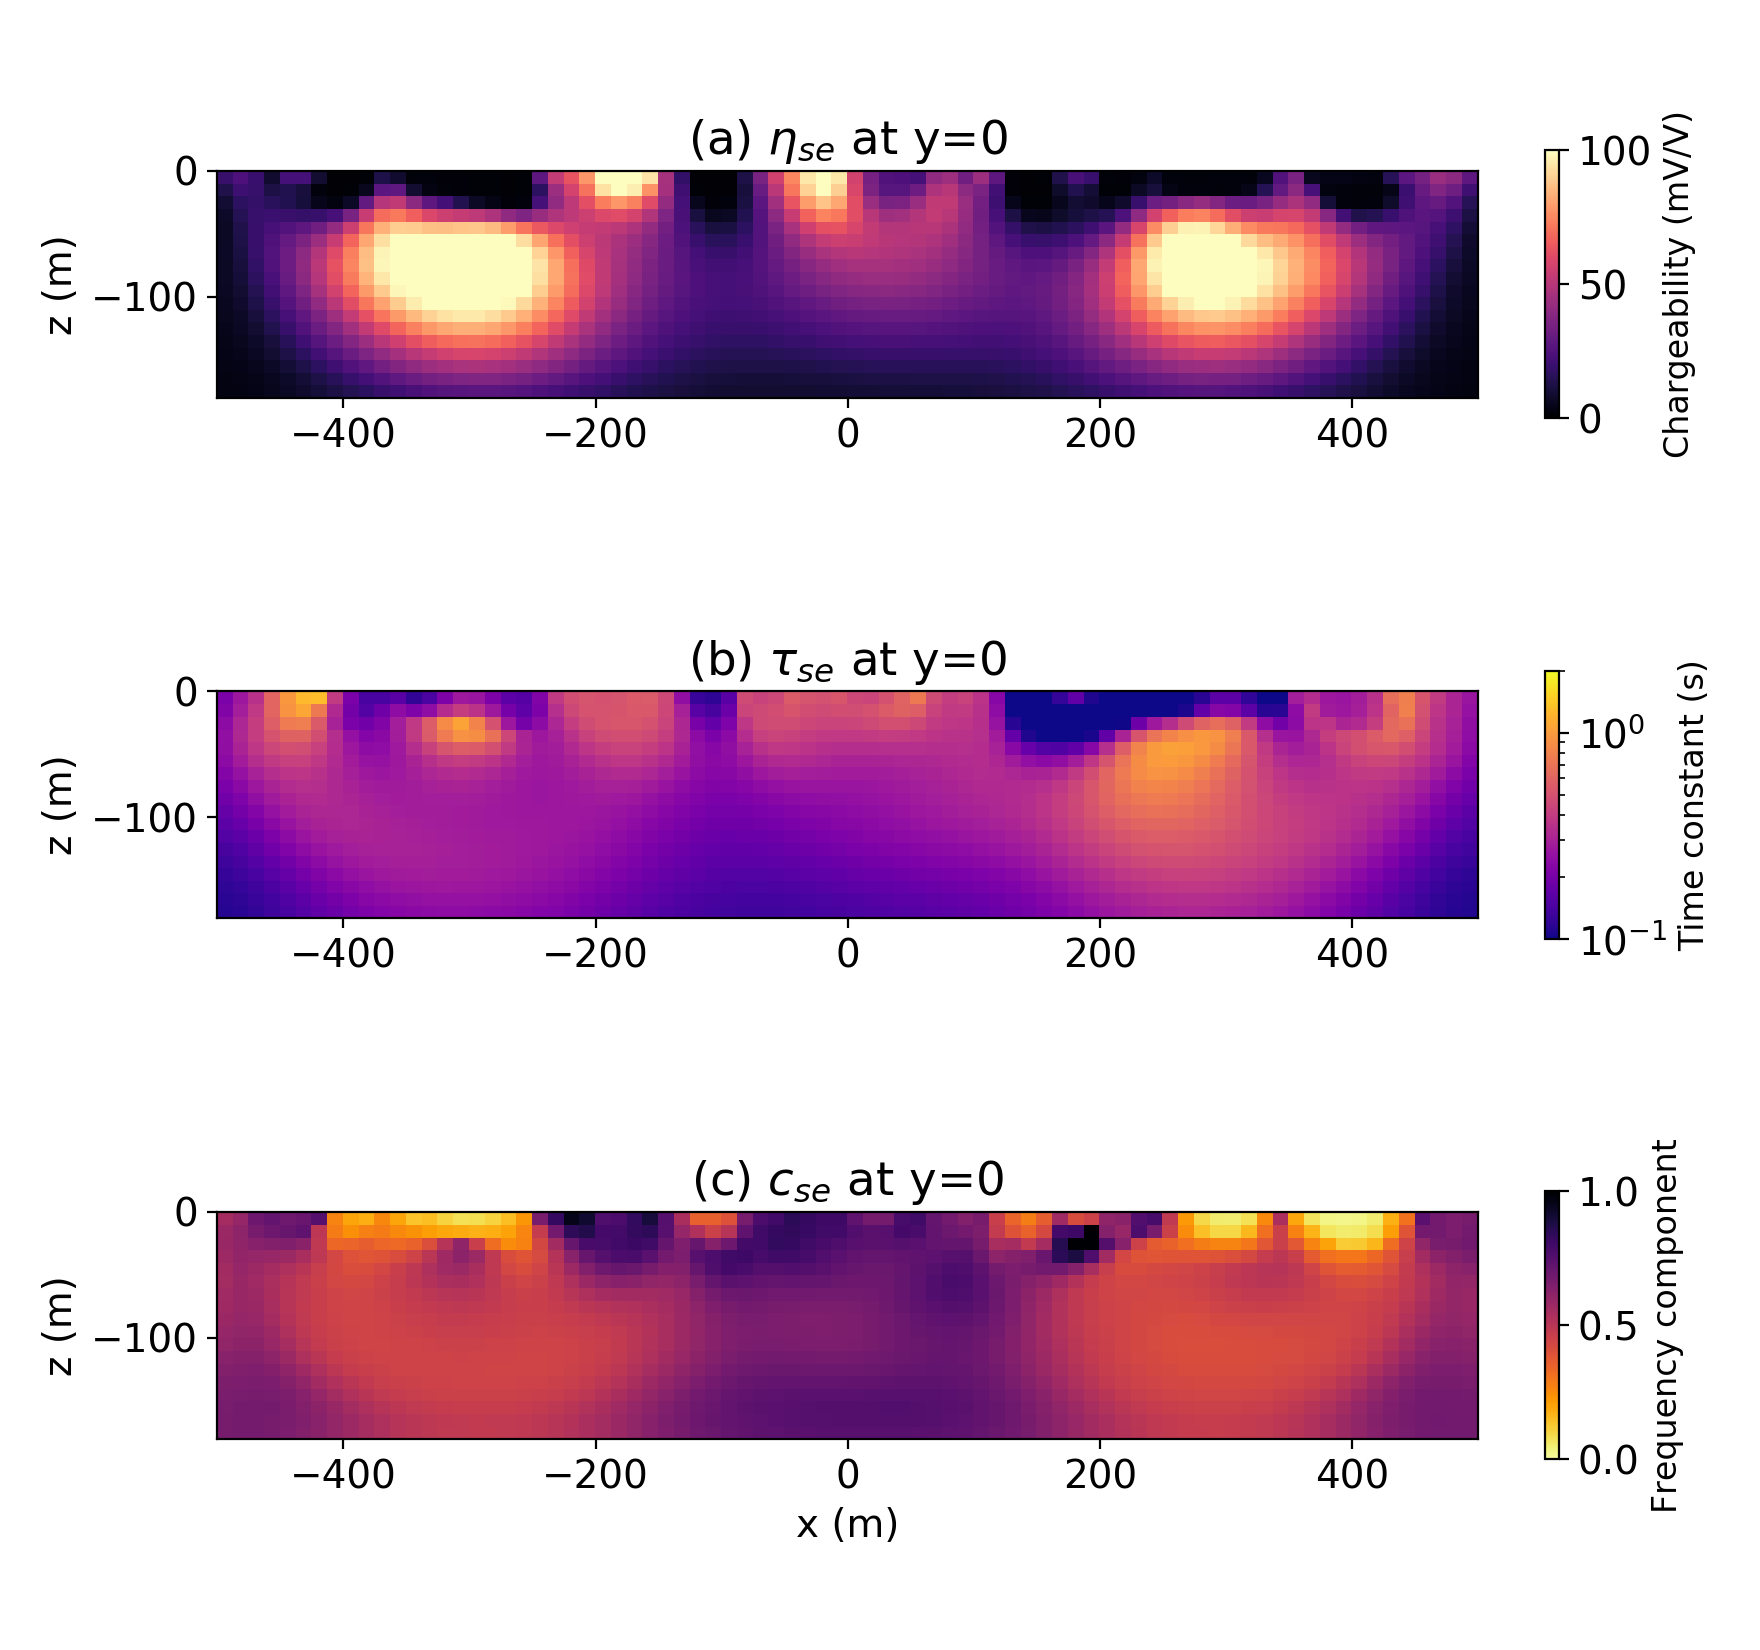 (a) ηse at y=0
0
−100
z (m)
−400 −200 0 200 400
100
50
0
Chargeability (mV/V)
(b) τse at y=0
0
−100
z (m)
−400 −200 0 200 400
10⁰
10⁻¹
Time constant (s)
(c) cse at y=0
0
−100
z (m)
−400 −200 0 200 400
x (m)
1.0
0.5
0.0
Frequency component